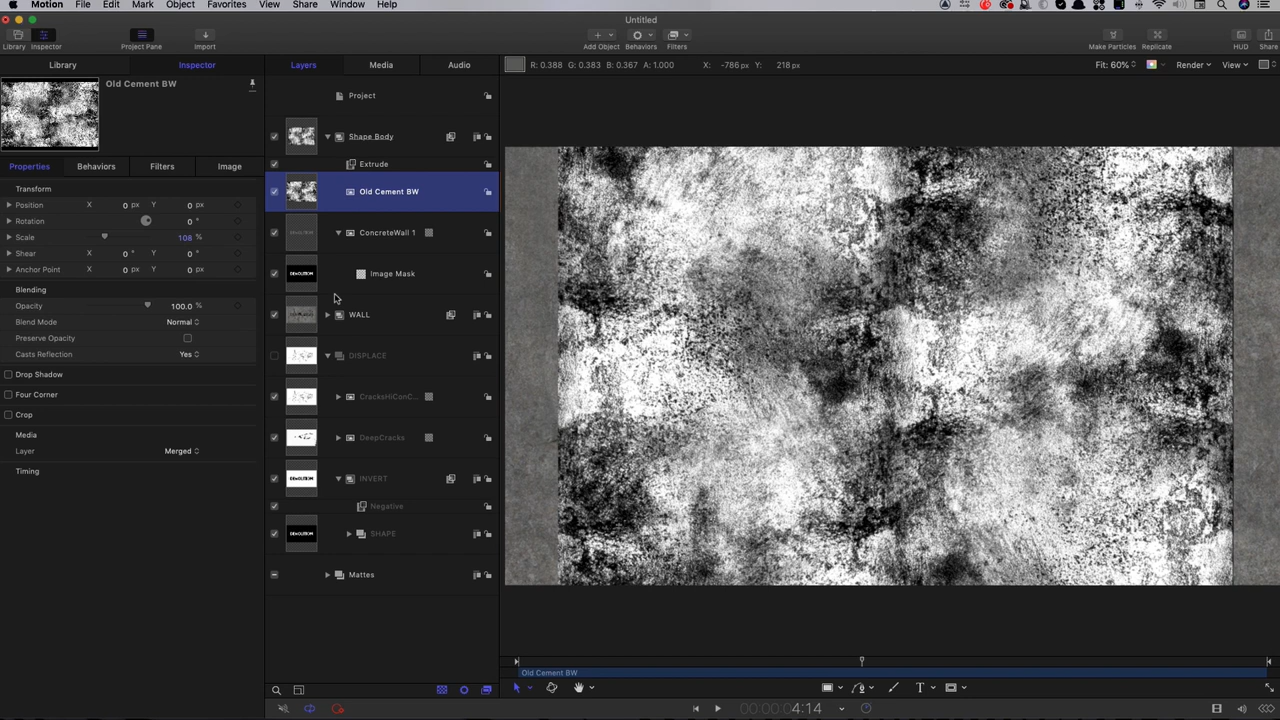 Motion File Edit Mark Object Favorites View Share Window Help
Untitled
Library Inspector Project Pane Import Add Object Behaviors Filters Make Particles Replicate HUD Share
Library Inspector Layers Media Audio R: 0.388 G: 0.383 B: 0.367 A: 1.000 X: -786 px Y: 218 px Fit: 60% Render View
Old Cement BW
Project
Shape Body
Extrude
Properties Behaviors Filters Image
Transform
Old Cement BW
Position X 0 px Y 0 px
Rotation 0 °
Scale 108 %
ConcreteWall 1
Shear X 0 ° Y 0 °
Anchor Point X 0 px Y 0 px
Image Mask
DEMOLITION
Blending
Opacity 100.0 %
WALL
Blend Mode Normal
Preserve Opacity
Casts Reflection Yes
DISPLACE
Drop Shadow
Four Corner
CracksHiConC...
Crop
Media
DeepCracks
Layer Merged
Timing
INVERT
DEMOLITION
Negative
SHAPE
DEMOLITION
Mattes
Old Cement BW
T
4:14